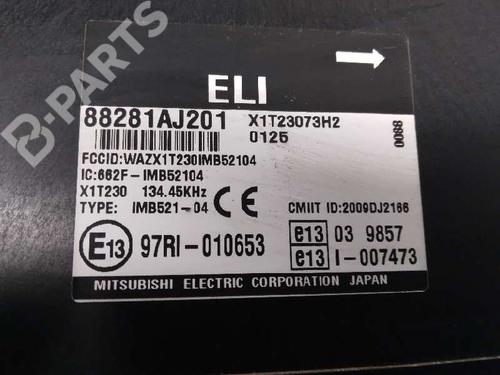 B-PARTS
ELI
88281AJ201 X1T23073H2
0125
0088
FCCID:WAZX1T230IMB52104
IC:662F-IMB52104
X1T230 134.45KHz
TYPE: IMB521-04 CE CMIIT ID:2009DJ2166
E13 97RI-010653 e13 03 9857
e13 I-007473
MITSUBISHI ELECTRIC CORPORATION JAPAN